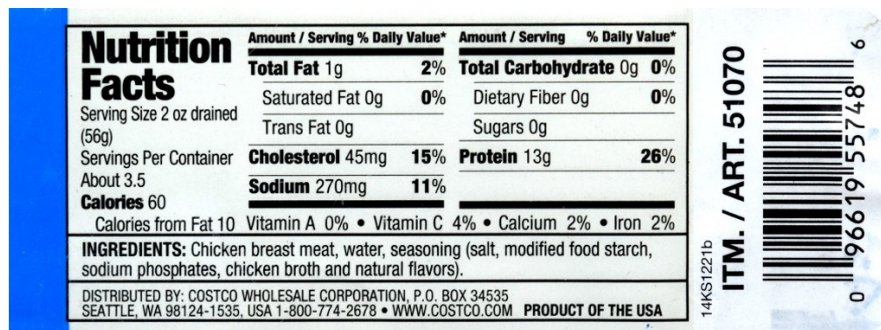 Nutrition
Facts
Serving Size 2 oz drained
(56g)
Servings Per Container
About 3.5
Calories 60
Calories from Fat 10
Amount / Serving % Daily Value*
Total Fat 1g 2%
Saturated Fat 0g 0%
Trans Fat 0g
Cholesterol 45mg 15%
Sodium 270mg 11%
Amount / Serving % Daily Value*
Total Carbohydrate 0g 0%
Dietary Fiber 0g 0%
Sugars 0g
Protein 13g 26%
Vitamin A 0% • Vitamin C 4% • Calcium 2% • Iron 2%
INGREDIENTS: Chicken breast meat, water, seasoning (salt, modified food starch,
sodium phosphates, chicken broth and natural flavors).
DISTRIBUTED BY: COSTCO WHOLESALE CORPORATION, P.O. BOX 34535
SEATTLE, WA 98124-1535, USA 1-800-774-2678 • WWW.COSTCO.COM PRODUCT OF THE USA
14KS1221b
ITM. / ART. 51070
0 96619 55748 6